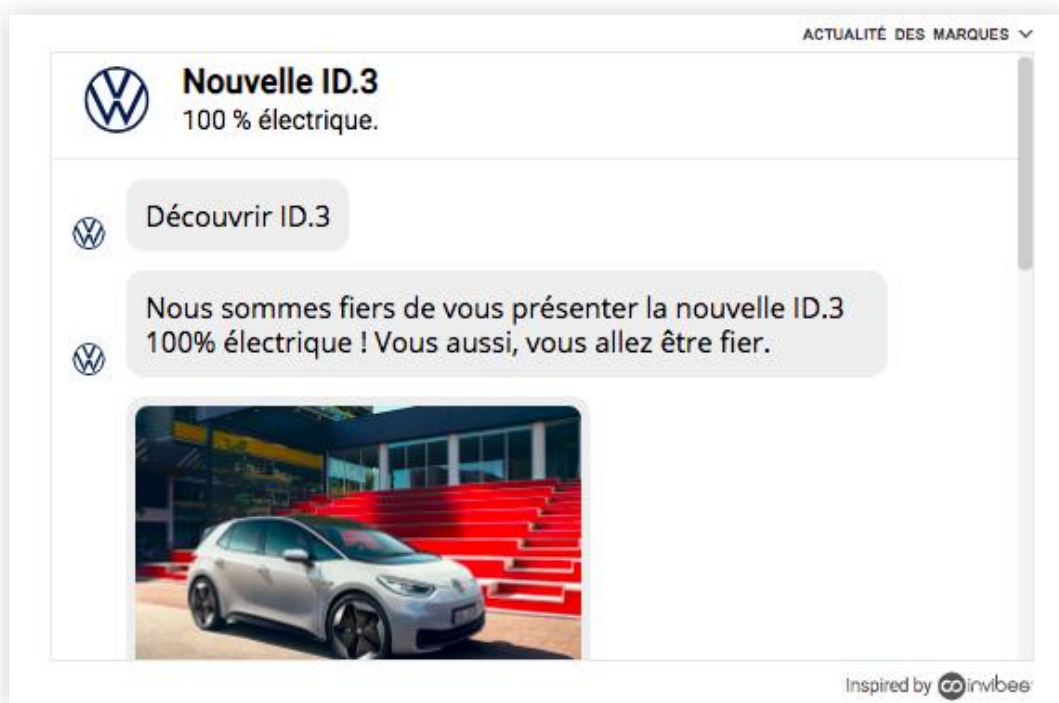 ACTUALITÉ DES MARQUES
Nouvelle ID.3
100 % électrique.
Découvrir ID.3
Nous sommes fiers de vous présenter la nouvelle ID.3
100% électrique ! Vous aussi, vous allez être fier.
Inspired by invibes